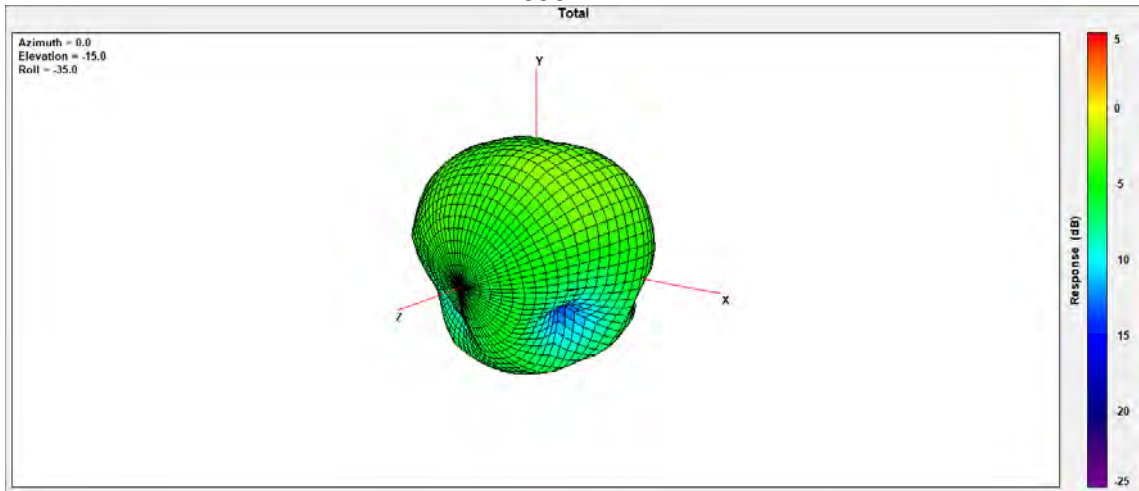 Total
Azimuth = 0.0
Elevation = -15.0
Roll = -35.0
Y
X
Z
5
0
-5
10
15
-20
-25
Response (dB)